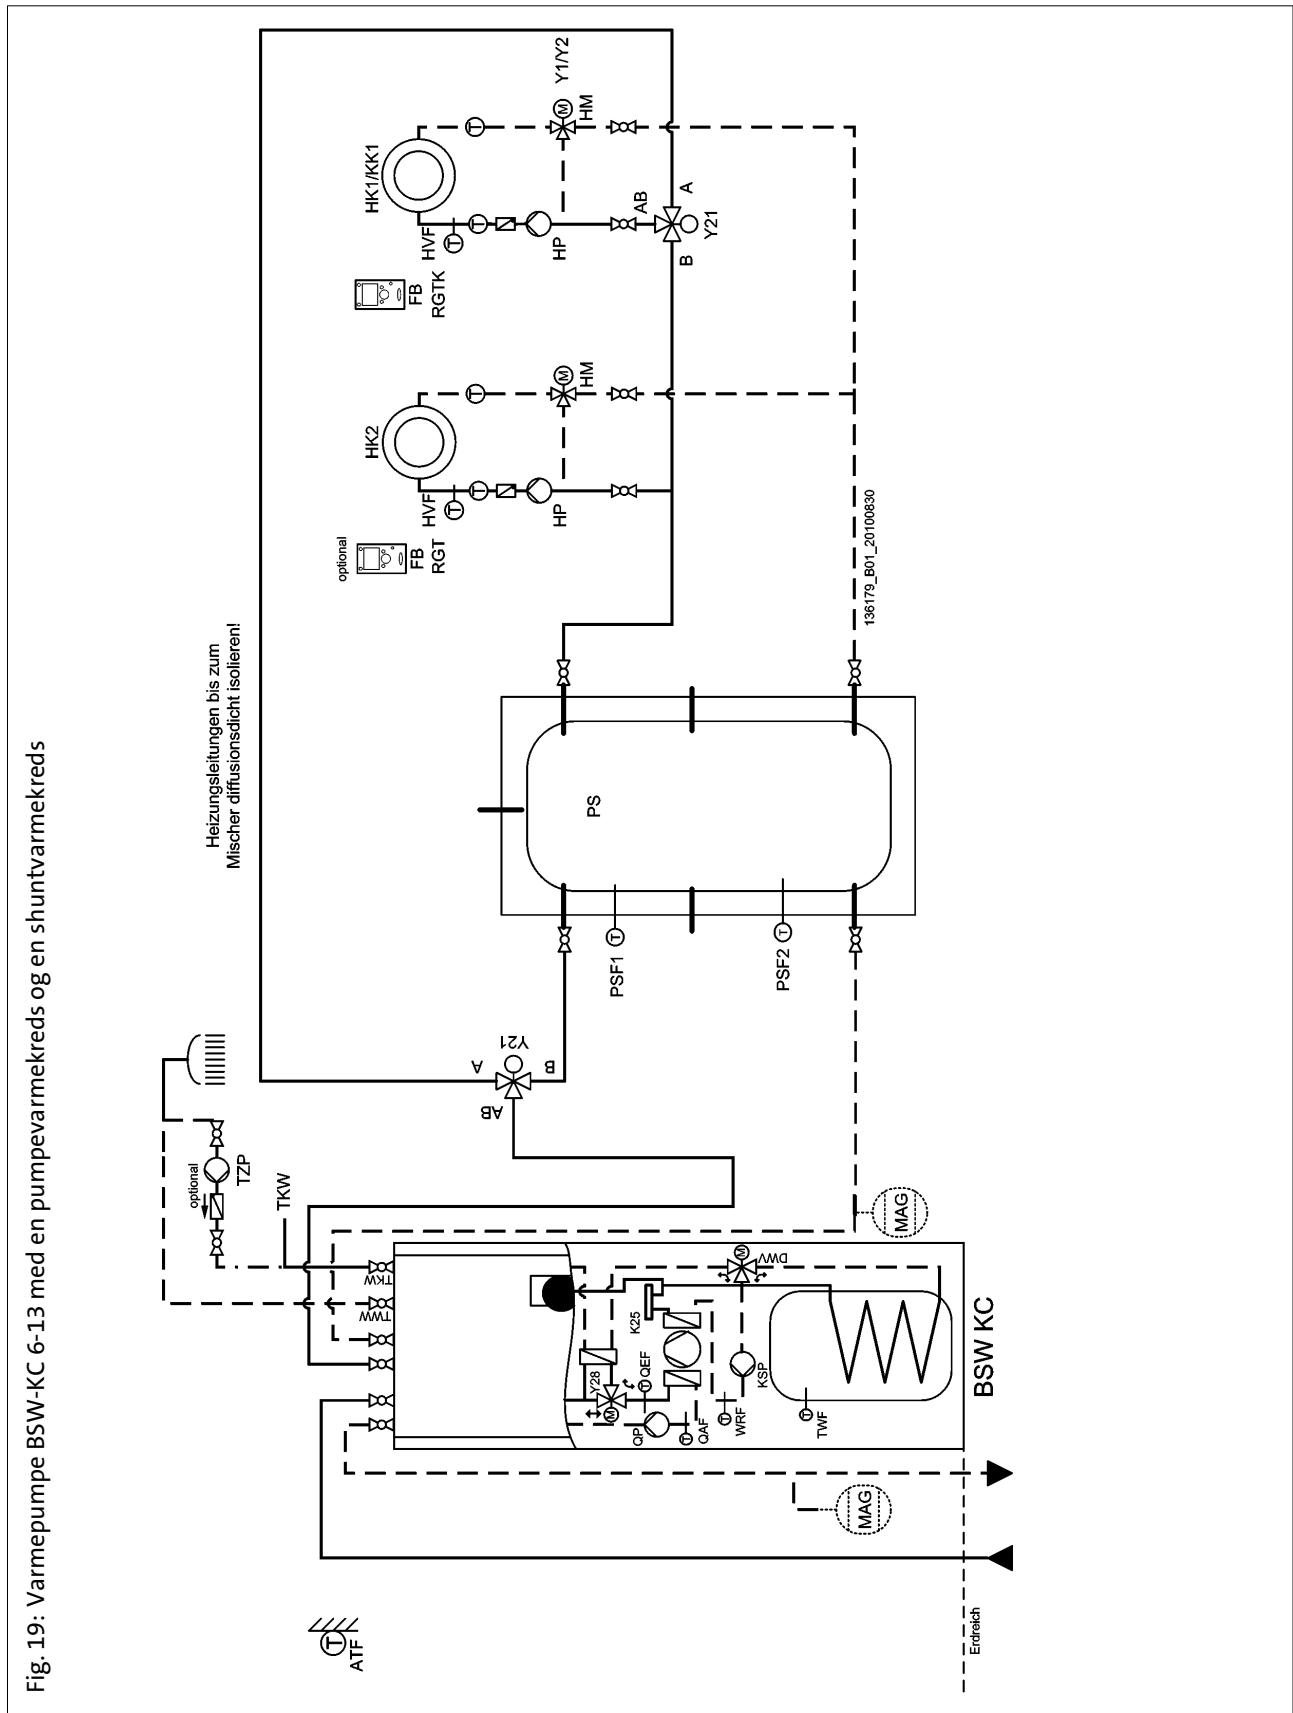 Fig. 19: Varmepumpe BSW-KC 6-13 med en pumpevarmekreds og en shuntvarmekreds
Heizungsleitungen bis zum
Mischer diffusionsdicht isolieren!
optional
FB
RGT
HK2
HVF
T
T
HP
T
M
HM
FB
RGTK
HK1/KK1
HVF
T
T
HP
T
M
HM
Y1/Y2
AB
A
B
Y21
136179_B01_20100830
PS
PSF1
T
PSF2
T
A
Y21
B
AB
optional
TZP
TKW
TKW
TWW
MAG
K25
Y28
M
T
QEF
QP
T
QAF
M
DWV
KSP
T
WRF
T
TWF
BSW KC
MAG
T
ATF
Erdreich